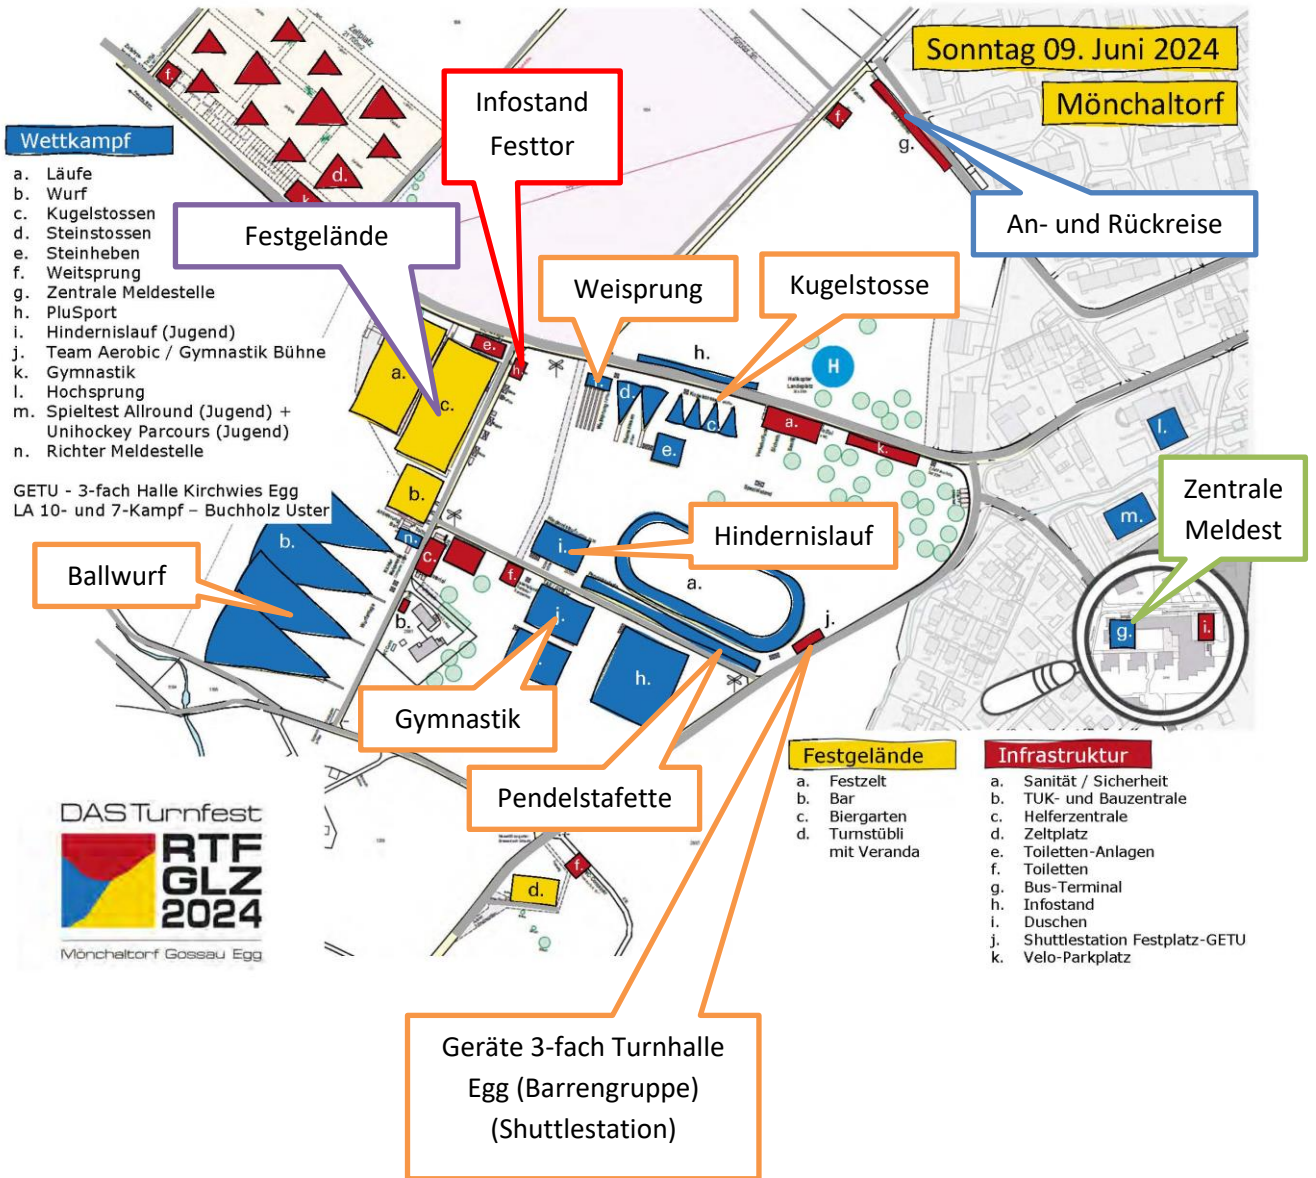 Sonntag 09. Juni 2024
Mönchaltorf
Zeltplatz
Infostand
Festtor
Wettkampf
a. Läufe
b. Wurf
c. Kugelstossen
d. Steinstossen
e. Steinheben
f. Weitsprung
g. Zentrale Meldestelle
h. PluSport
i. Hindernislauf (Jugend)
j. Team Aerobic / Gymnastik Bühne
k. Gymnastik
l. Hochsprung
m. Spieltest Allround (Jugend) +
Unihockey Parcours (Jugend)
n. Richter Meldestelle
GETU - 3-fach Halle Kirchwies Egg
LA 10- und 7-Kampf – Buchholz Uster
f.
d.
k.
f.
g.
An- und Rückreise
Festgelände
Weisprung
Kugelstosse
a.
c.
b.
e.
h.
h.
d.
c.
e.
a.
k.
H
Helikopter
Landeplatz
l.
m.
Zentrale
Meldest
g.
i.
Hindernislauf
i.
a.
j.
Ballwurf
b.
n.
c.
b.
f.
j.
h.
Gymnastik
Pendelstafette
d.
f.
Festgelände
a. Festzelt
b. Bar
c. Biergarten
d. Turnstübli
mit Veranda
Infrastruktur
a. Sanität / Sicherheit
b. TUK- und Bauzentrale
c. Helferzentrale
d. Zeltplatz
e. Toiletten-Anlagen
f. Toiletten
g. Bus-Terminal
h. Infostand
i. Duschen
j. Shuttlestation Festplatz-GETU
k. Velo-Parkplatz
DAS Turnfest
RTF
GLZ
2024
Mönchaltorf Gossau Egg
Geräte 3-fach Turnhalle
Egg (Barrengruppe)
(Shuttlestation)